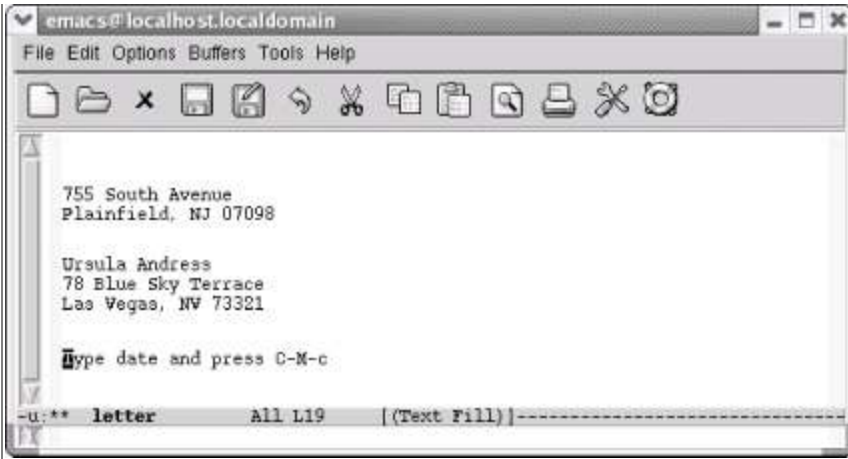 emacs@localhost.localdomain
File Edit Options Buffers Tools Help
755 South Avenue
Plainfield, NJ 07098
Ursula Andress
78 Blue Sky Terrace
Las Vegas, NV 73321
Type date and press C-M-c
-u:** letter All L19 [(Text Fill)]--------------------------------